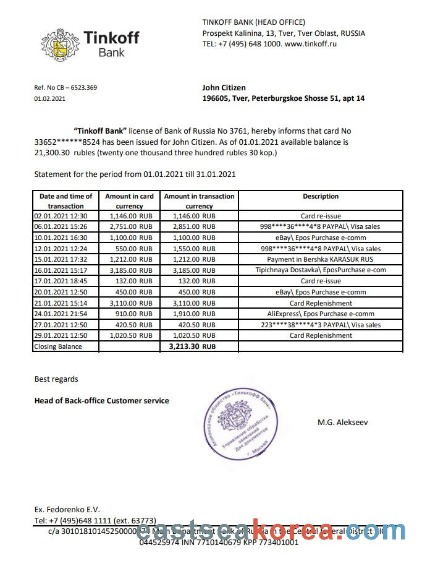 Tinkoff
Bank
TINKOFF BANK (HEAD OFFICE)
Prospekt Kalinina, 13, Tver, Tver Oblast, RUSSIA
TEL: +7 (495) 648 1000. www.tinkoff.ru
Ref. No CB – 6523.369
01.02.2021
John Citizen
196605, Tver, Peterburgskoe Shosse 51, apt 14
"Tinkoff Bank" license of Bank of Russia No 3761, hereby informs that card No
33652******8524 has been issued for John Citizen. As of 01.01.2021 available balance is
21,300.30 rubles (twenty one thousand three hundred rubles 30 kop.)
Statement for the period from 01.01.2021 till 31.01.2021
Date and time of transaction Amount in card currency Amount in transaction currency Description
02.01.2021 12:30 1,146.00 RUB 1,146.00 RUB Card re-issue
06.01.2021 15:26 2,751.00 RUB 2,851.00 RUB 998****36****4*8 PAYPAL\ Visa sales
10.01.2021 16:30 1,100.00 RUB 1,100.00 RUB eBay\ Epos Purchase e-comm
12.01.2021 12:24 550.00 RUB 1,550.00 RUB 998****36****4*8 PAYPAL\ Visa sales
15.01.2021 17:32 1,212.00 RUB 1,212.00 RUB Payment in Bershka KARASUK RUS
16.01.2021 15:17 3,185.00 RUB 3,185.00 RUB Tipichnaya Dostavka\ EposPurchase e-com
17.01.2021 18:45 132.00 RUB 132.00 RUB Card re-issue
20.01.2021 12:50 450.00 RUB 450.00 RUB eBay\ Epos Purchase e-comm
21.01.2021 15:14 3,110.00 RUB 3,110.00 RUB Card Replenishment
24.01.2021 21:54 910.00 RUB 1,910.00 RUB AliExpress\ Epos Purchase e-comm
27.01.2021 12:50 420.50 RUB 420.50 RUB 223****38****4*3 PAYPAL\ Visa sales
29.01.2021 12:50 1,020.50 RUB 1,020.50 RUB Card Replenishment
Closing Balance 3,213.30 RUB
Best regards
Head of Back-office Customer service
M.G. Alekseev
Ex. Fedorenko E.V.
Tel: +7 (495)648 1111 (ext. 63773)
eastseakorea.com
044525974 INN 7710140679 KPP 773401001